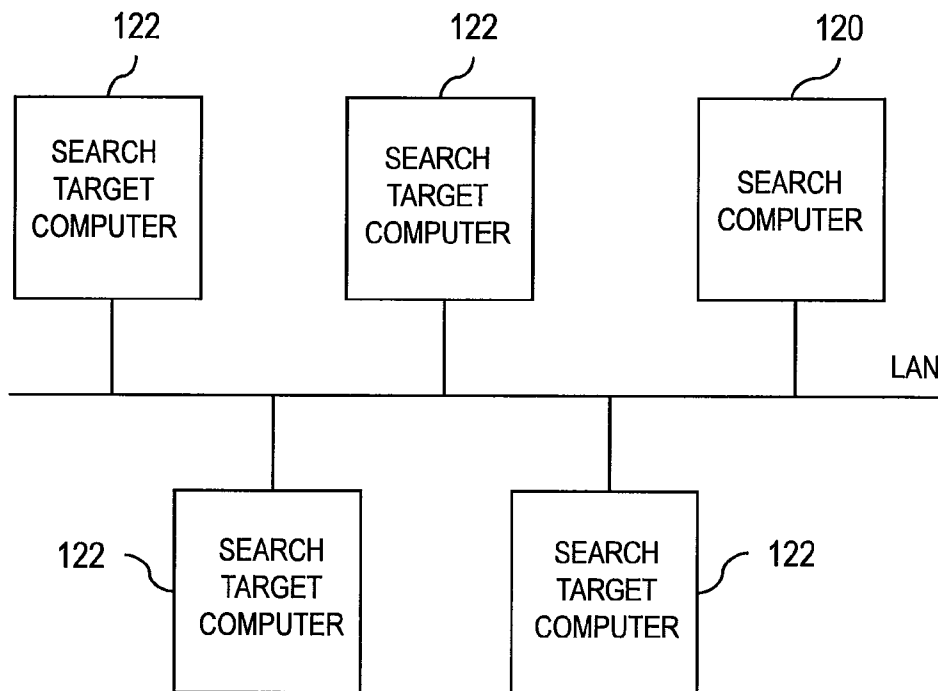 122
122
120
SEARCH
TARGET
COMPUTER
SEARCH
TARGET
COMPUTER
SEARCH
COMPUTER
LAN
122
SEARCH
TARGET
COMPUTER
SEARCH
TARGET
COMPUTER
122